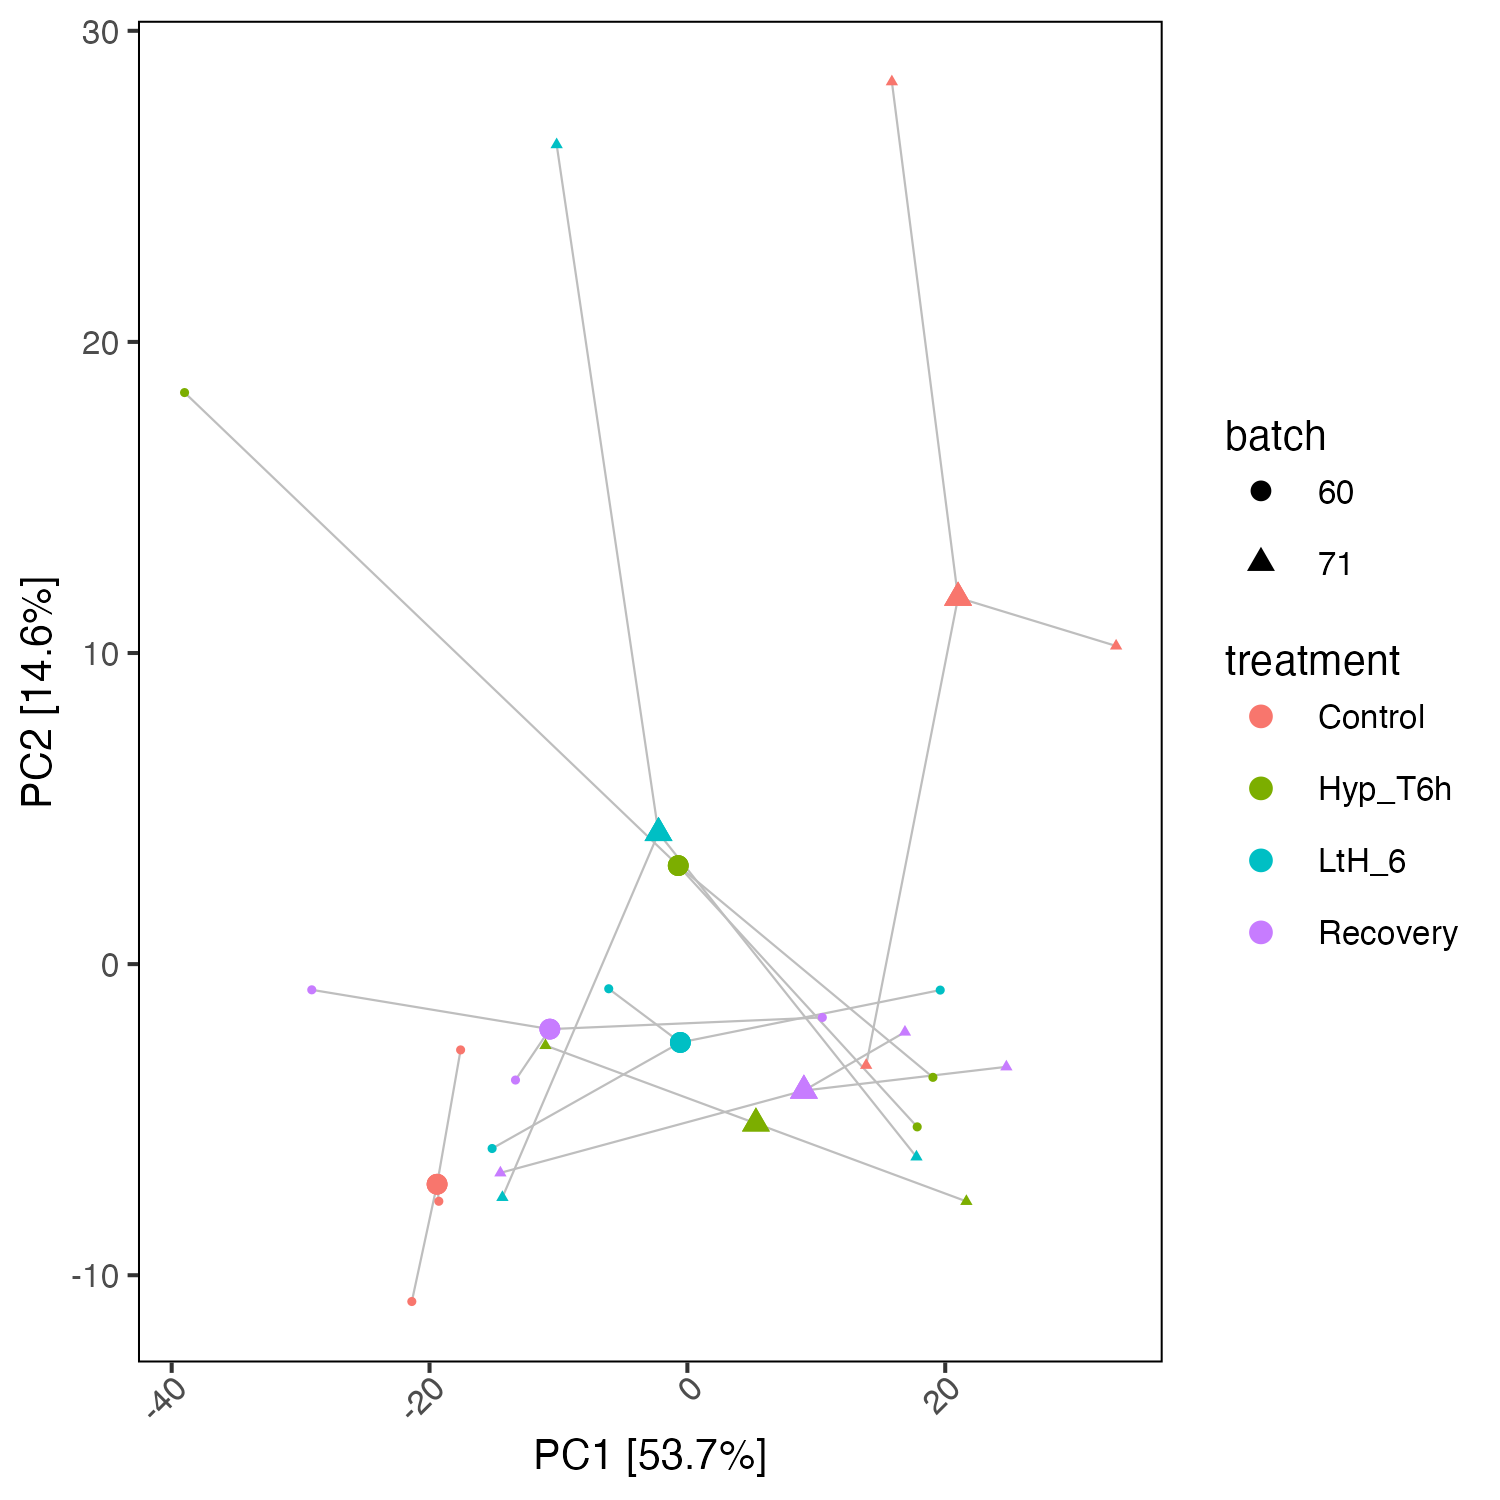 30
20
10
0
-10
PC2 [14.6%]
-40
-20
0
20
PC1 [53.7%]
batch
60
71
treatment
Control
Hyp_T6h
LtH_6
Recovery